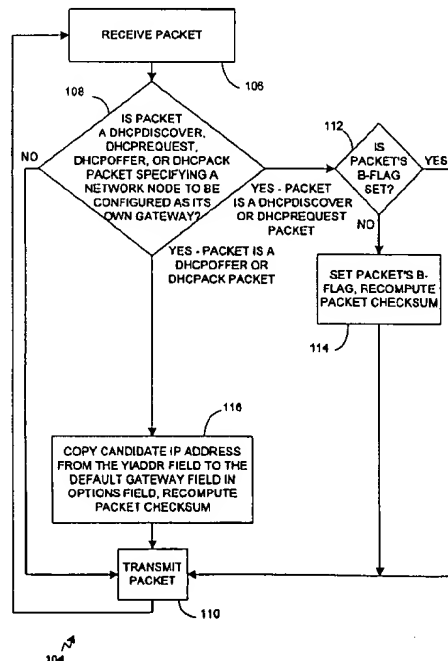 RECEIVE PACKET
106
108
IS PACKET
A DHCPDISCOVER,
DHCPREQUEST,
DHCPOFFER, OR DHCPACK
PACKET SPECIFYING A
NETWORK NODE TO BE
CONFIGURED AS ITS
OWN GATEWAY?
NO
YES - PACKET
IS A DHCPDISCOVER
OR DHCPREQUEST
PACKET
112
IS
PACKET'S
B-FLAG
SET?
YES
NO
YES - PACKET IS A
DHCPOFFER OR
DHCPACK PACKET
SET PACKET'S B-
FLAG, RECOMPUTE
PACKET CHECKSUM
114
116
COPY CANDIDATE IP ADDRESS
FROM THE YIADDR FIELD TO THE
DEFAULT GATEWAY FIELD IN
OPTIONS FIELD, RECOMPUTE
PACKET CHECKSUM
TRANSMIT
PACKET
110
104